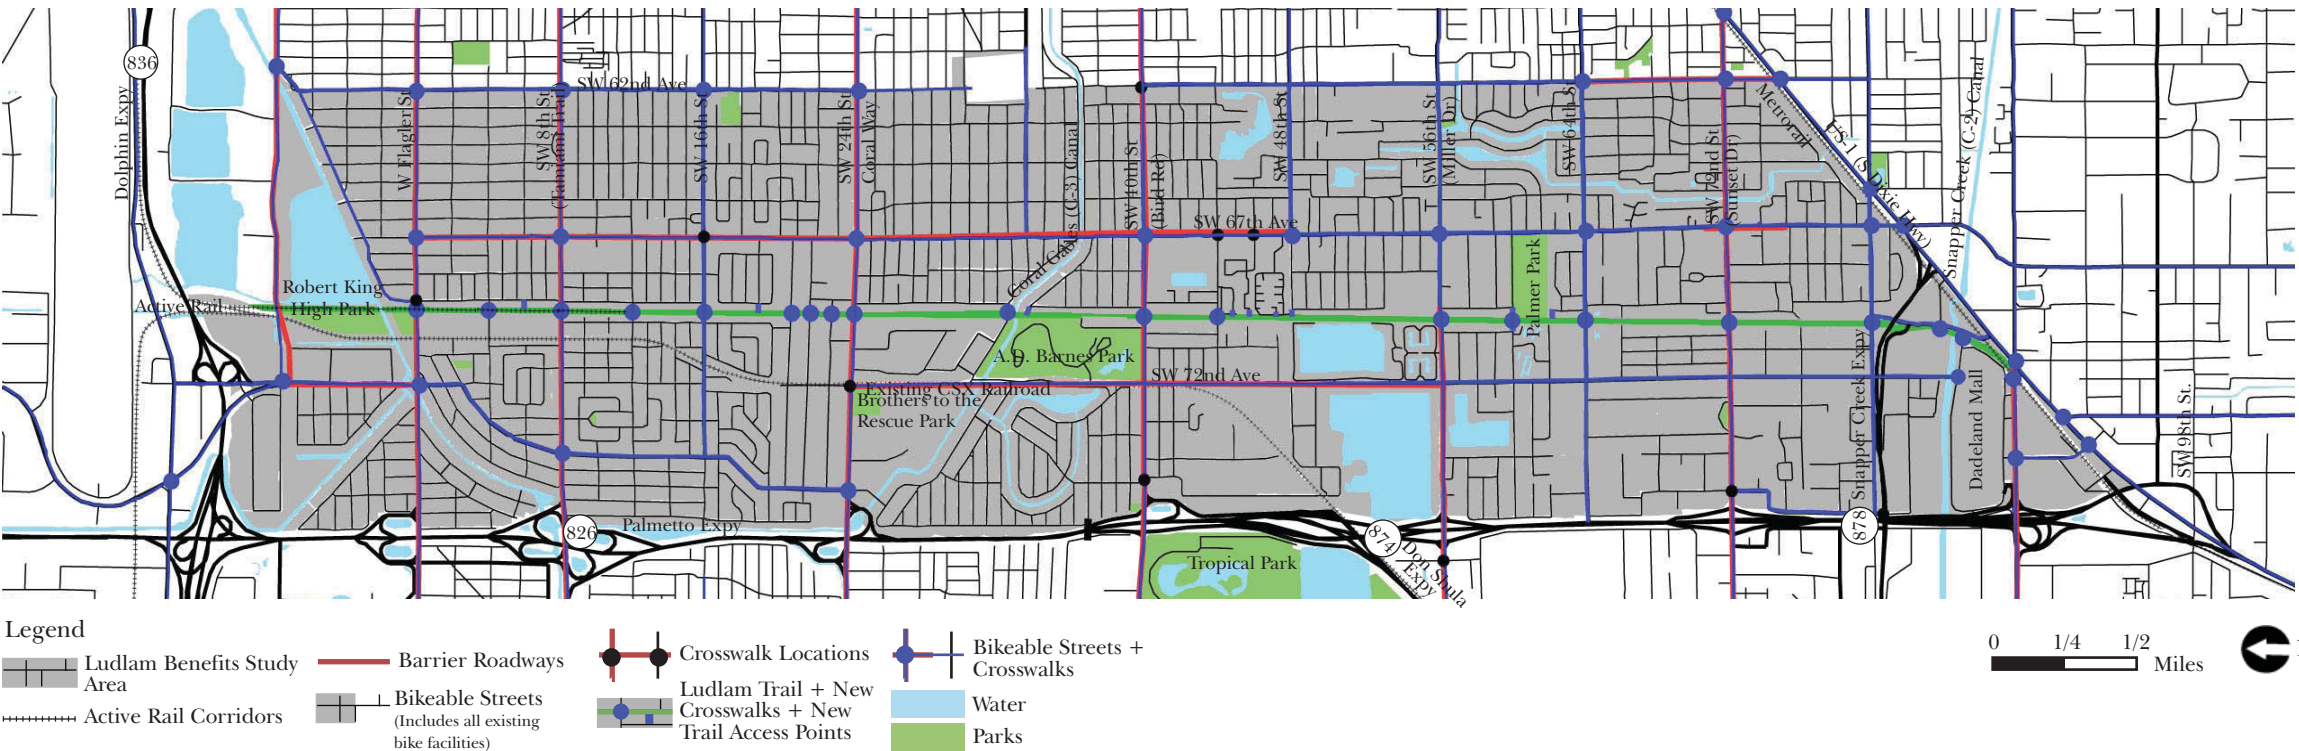 836
Dolphin Expy
SW 62nd Ave
W Flagler St
SW 8th St
(Tamiami Trail)
SW 16th St
SW 24th St
Coral Way
Coral Gables (C-3) Canal
SW 40th St
(Bird Rd)
SW 48th St
SW 56th St
(Miller Dr)
SW 64th St
SW 72nd St
Sunset Dr)
Metrorail
US-1 (S Dixie Hwy)
Snapper Creek (C-2) Canal
SW 67th Ave
Active Rail
Robert King
High Park
Palmer Park
A.D. Barnes Park
SW 72nd Ave
Existing CSX Railroad
Brothers to the
Rescue Park
Snapper Creek Expy
Dadeland Mall
SW 98th St.
826
Palmetto Expy
874
Don Shula
Expy
878
Tropical Park
Legend
Ludlam Benefits Study
Area
Active Rail Corridors
Barrier Roadways
Bikeable Streets
(Includes all existing
bike facilities)
Crosswalk Locations
Ludlam Trail + New
Crosswalks + New
Trail Access Points
Bikeable Streets +
Crosswalks
Water
Parks
0 1/4 1/2
Miles